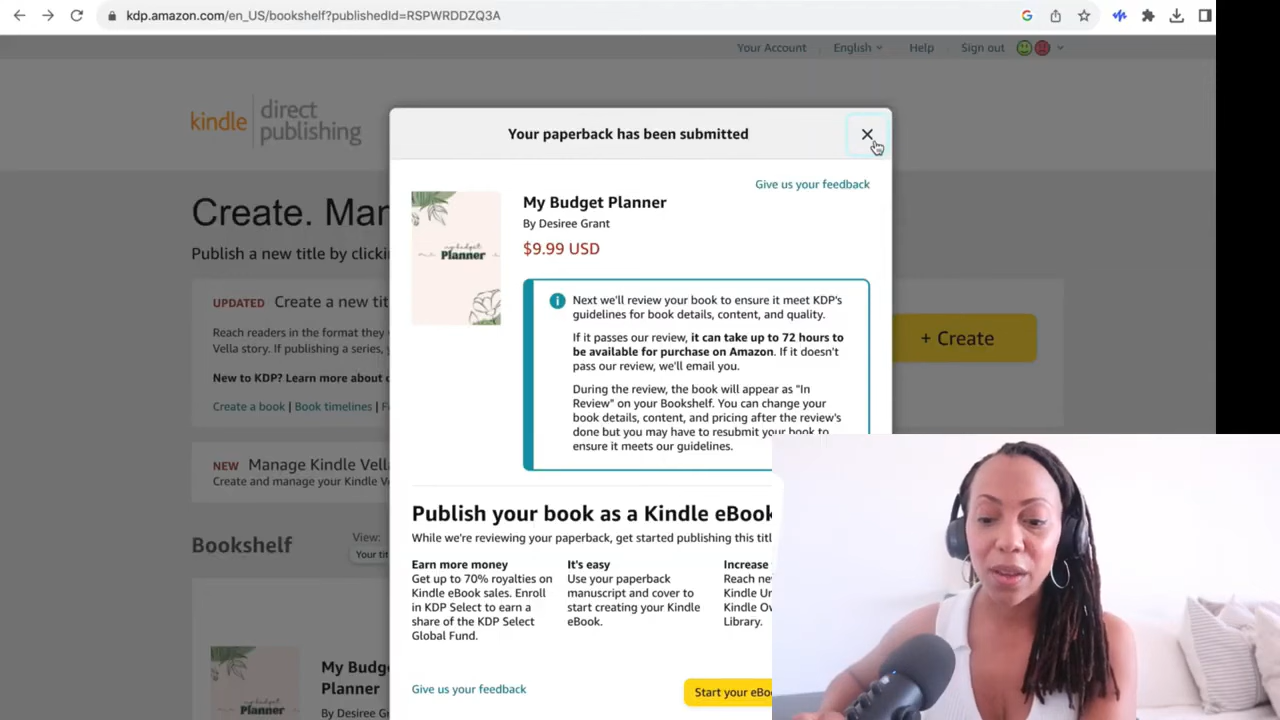 kdp.amazon.com/en_US/bookshelf?publishedId=RSPWRDDZQ3A
Your Account
English
Help
Sign out
kindle direct publishing
Create. Man
Publish a new title by clicki
UPDATED Create a new tit
Reach readers in the format they
Vella story. If publishing a series,
New to KDP? Learn more about
Create a book | Book timelines |
+ Create
NEW Manage Kindle Vell
Create and manage your Kindle Ve
Bookshelf
View:
Your tit
My Budg
Planner
By Desiree Gr
Planner
Your paperback has been submitted
Give us your feedback
my budget
Planner
My Budget Planner
By Desiree Grant
$9.99 USD
Next we'll review your book to ensure it meet KDP's
guidelines for book details, content, and quality.
If it passes our review, it can take up to 72 hours to
be available for purchase on Amazon. If it doesn't
pass our review, we'll email you.
During the review, the book will appear as "In
Review" on your Bookshelf. You can change your
book details, content, and pricing after the review's
done but you may have to resubmit your book to
ensure it meets our guidelines.
Publish your book as a Kindle eBook
While we're reviewing your paperback, get started publishing this titl
Earn more money
Get up to 70% royalties on
Kindle eBook sales. Enroll
in KDP Select to earn a
share of the KDP Select
Global Fund.
It's easy
Use your paperback
manuscript and cover to
start creating your Kindle
eBook.
Increase
Reach ne
Kindle Un
Kindle Ow
Library.
Give us your feedback
Start your eBo